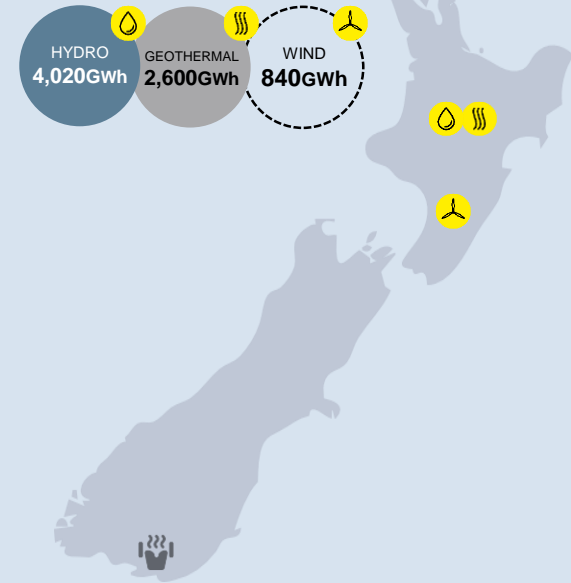 HYDRO
4,020GWh
GEOTHERMAL
2,600GWh
WIND
840GWh